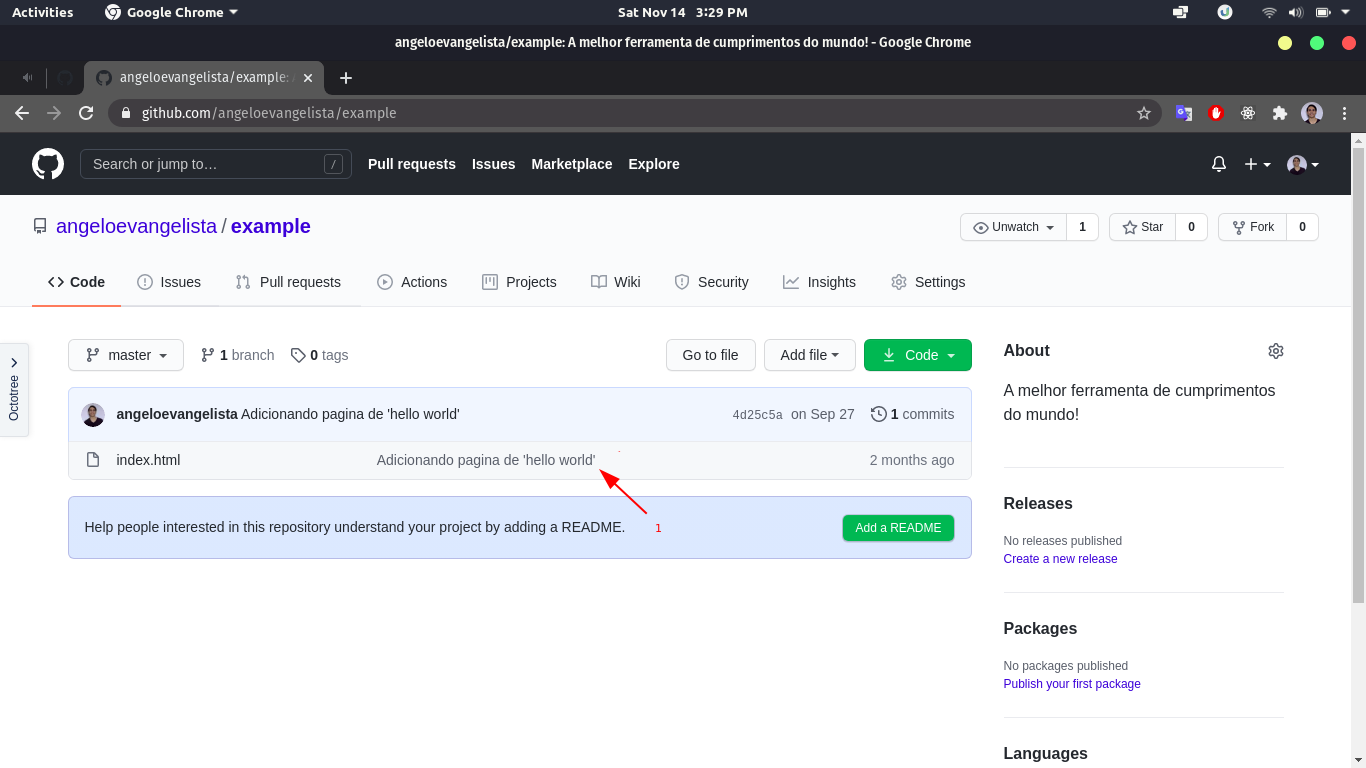 Activities Google Chrome Sat Nov 14 3:29 PM
angeloevangelista/example: A melhor ferramenta de cumprimentos do mundo! - Google Chrome
angeloevangelista/example:
github.com/angeloevangelista/example
Search or jump to… / Pull requests Issues Marketplace Explore
angeloevangelista / example Unwatch 1 Star 0 Fork 0
Code Issues Pull requests Actions Projects Wiki Security Insights Settings
master 1 branch 0 tags Go to file Add file Code
Octotree
angeloevangelista Adicionando pagina de 'hello world' 4d25c5a on Sep 27 1 commits
index.html Adicionando pagina de 'hello world' 2 months ago
1
Help people interested in this repository understand your project by adding a README. Add a README
About
A melhor ferramenta de cumprimentos
do mundo!
Releases
No releases published
Create a new release
Packages
No packages published
Publish your first package
Languages